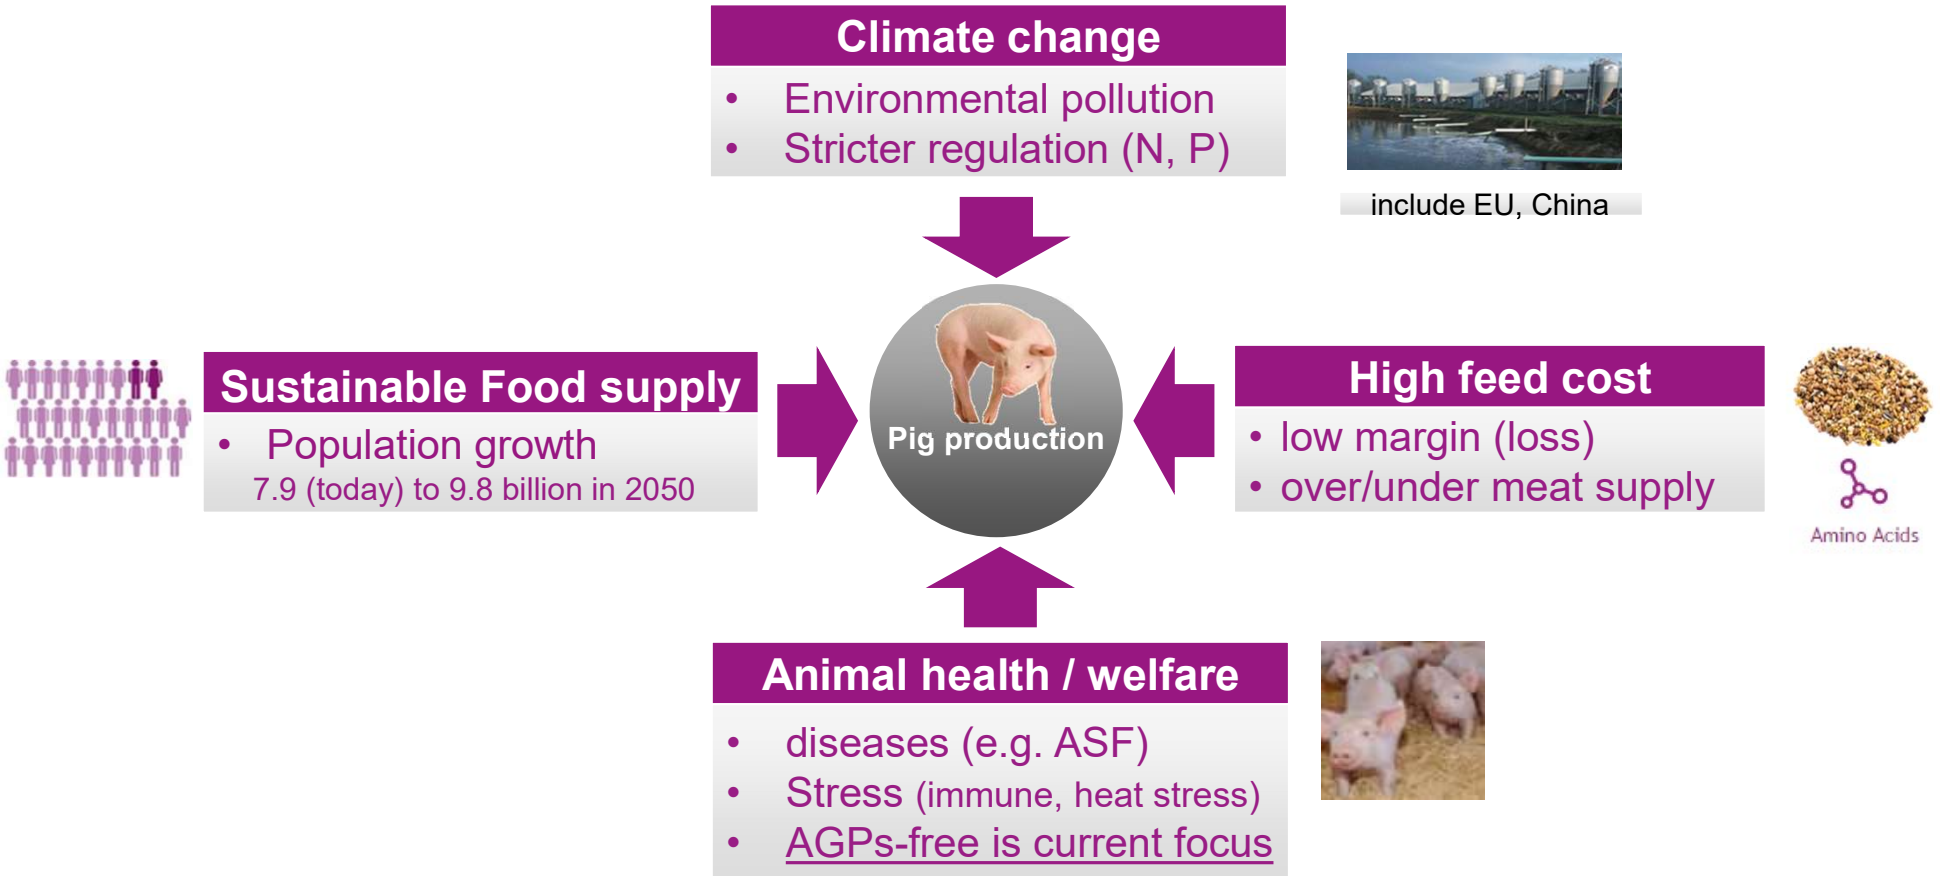 Climate change
• Environmental pollution
• Stricter regulation (N, P)
include EU, China
Sustainable Food supply
• Population growth
7.9 (today) to 9.8 billion in 2050
Pig production
High feed cost
• low margin (loss)
• over/under meat supply
Amino Acids
Animal health / welfare
• diseases (e.g. ASF)
• Stress (immune, heat stress)
• AGPs-free is current focus